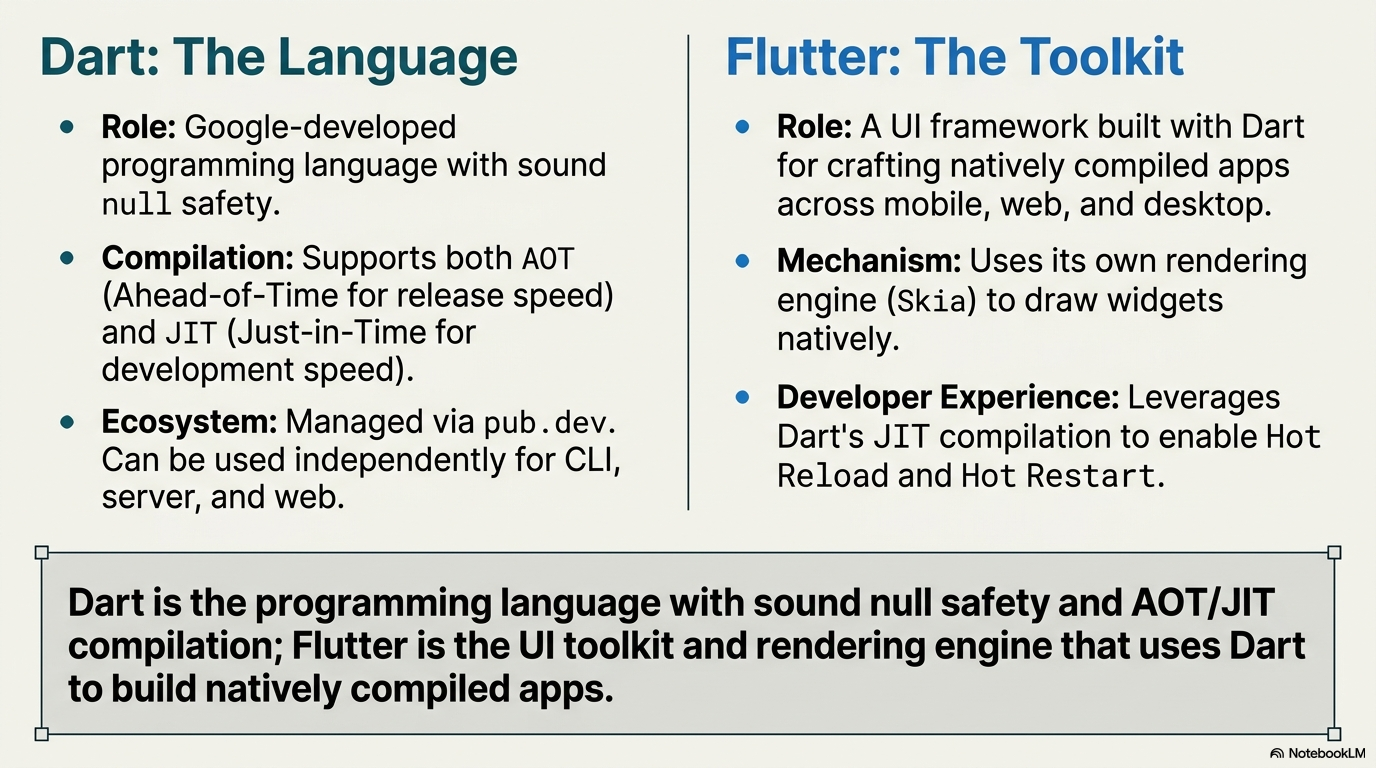 Dart: The Language
• Role: Google-developed
programming language with sound
null safety.
• Compilation: Supports both AOT
(Ahead-of-Time for release speed)
and JIT (Just-in-Time for
development speed).
• Ecosystem: Managed via pub.dev.
Can be used independently for CLI,
server, and web.
Flutter: The Toolkit
• Role: A UI framework built with Dart
for crafting natively compiled apps
across mobile, web, and desktop.
• Mechanism: Uses its own rendering
engine (Skia) to draw widgets
natively.
• Developer Experience: Leverages
Dart's JIT compilation to enable Hot
Reload and Hot Restart.
Dart is the programming language with sound null safety and AOT/JIT
compilation; Flutter is the UI toolkit and rendering engine that uses Dart
to build natively compiled apps.
NotebookLM